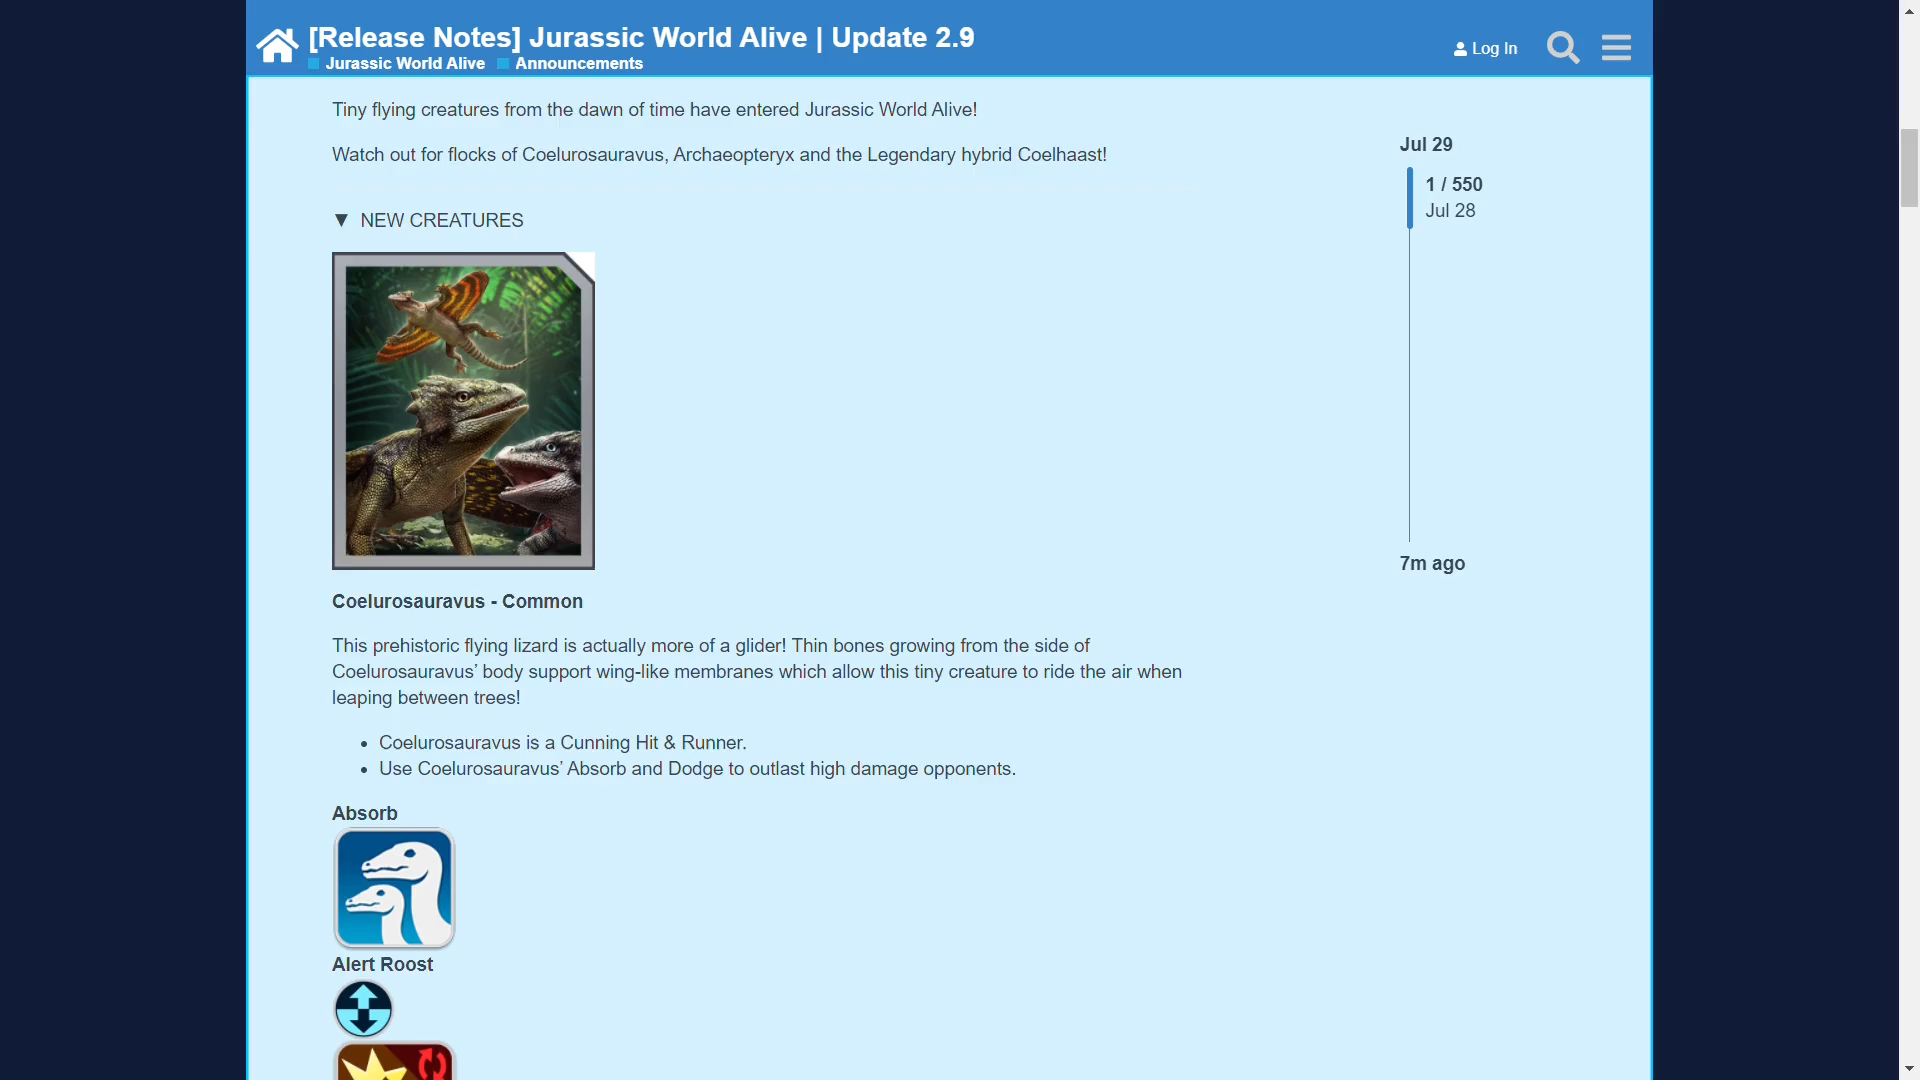 [Release Notes] Jurassic World Alive | Update 2.9
Jurassic World Alive Announcements
Log In
Tiny flying creatures from the dawn of time have entered Jurassic World Alive!
Watch out for flocks of Coelurosauravus, Archaeopteryx and the Legendary hybrid Coelhaast!
Jul 29
1 / 550
Jul 28
7m ago
▼ NEW CREATURES
Coelurosauravus - Common
This prehistoric flying lizard is actually more of a glider! Thin bones growing from the side of
Coelurosauravus’ body support wing-like membranes which allow this tiny creature to ride the air when
leaping between trees!
• Coelurosauravus is a Cunning Hit & Runner.
• Use Coelurosauravus’ Absorb and Dodge to outlast high damage opponents.
Absorb
Alert Roost